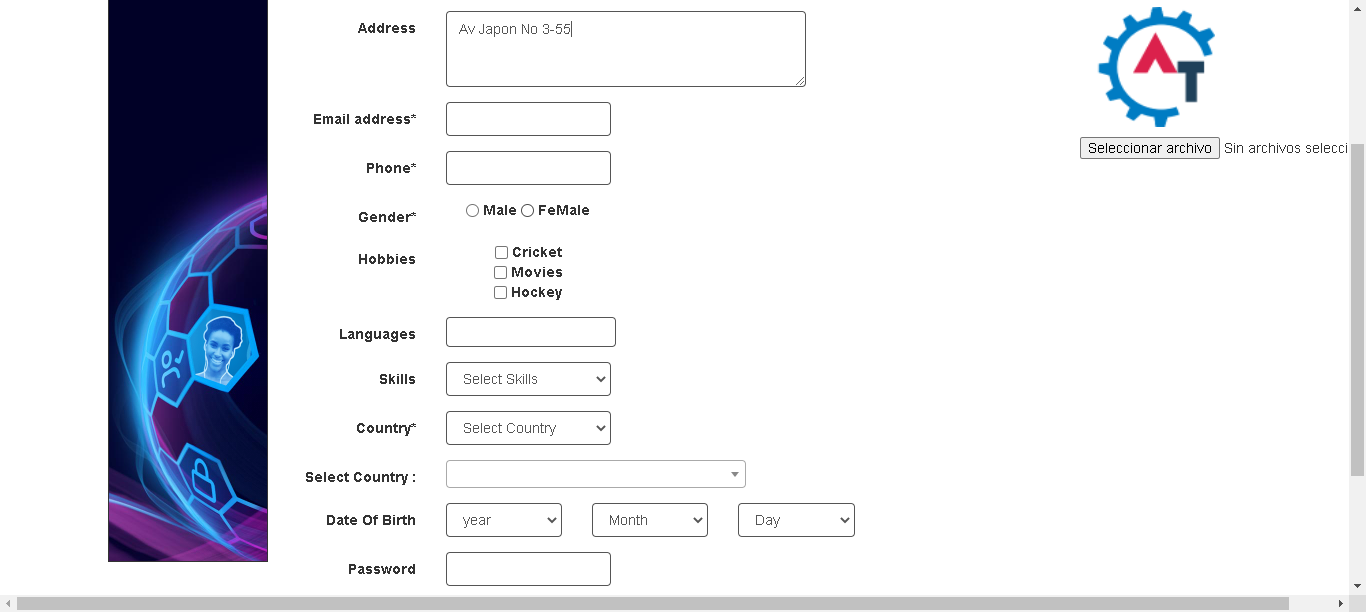 Address
Av Japon No 3-55
Email address*
Phone*
Gender*
Male FeMale
Hobbies
Cricket
Movies
Hockey
Languages
Skills
Select Skills
Country*
Select Country
Select Country :
Date Of Birth
year Month Day
Password
AT
Seleccionar archivo Sin archivos selecci